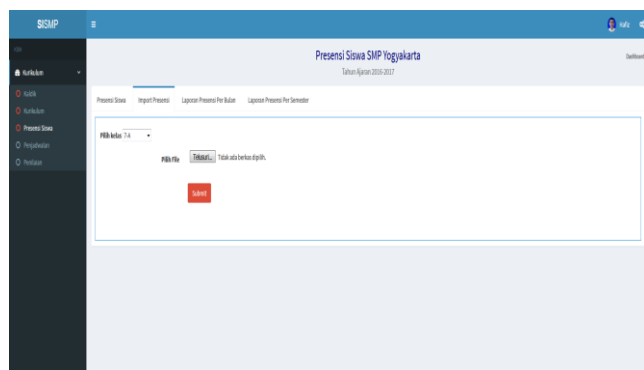 SISMP
Hafiz
Presensi Siswa SMP Yogyakarta
Tahun Ajaran 2016-2017
Dashboard
Kurikulum
Kaldik
Kurikulum
Presensi Siswa
Penjadwalan
Penilaian
Presensi Siswa
Import Presensi
Laporan Presensi Per Bulan
Laporan Presensi Per Semester
Pilih kelas 7-A
Pilih File
Telusuri... Tidak ada berkas dipilih.
Submit